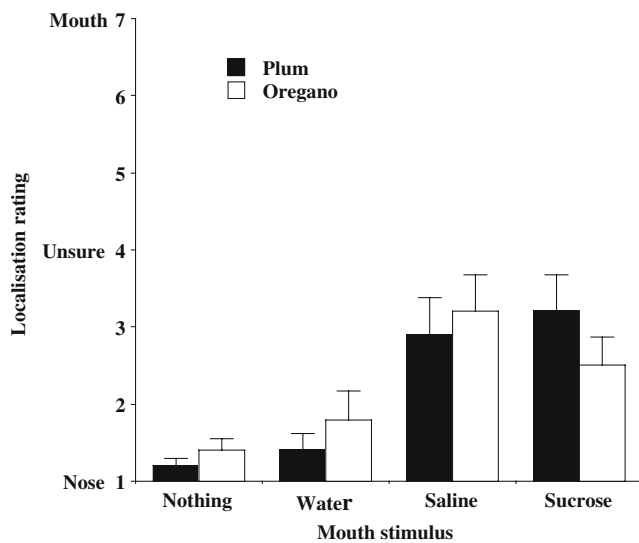 Mouth 7
Plum
Oregano
6
5
Localisation rating
Unsure 4
3
2
Nose 1
Nothing Water Saline Sucrose
Mouth stimulus